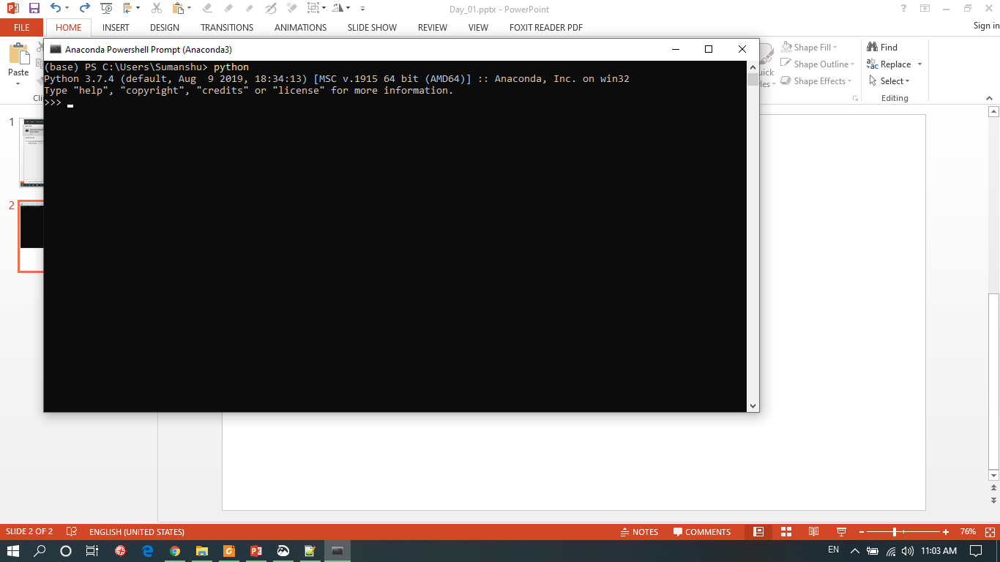 Day_01.pptx - PowerPoint
FILE
HOME
INSERT
DESIGN
TRANSITIONS
ANIMATIONS
SLIDE SHOW
REVIEW
VIEW
FOXIT READER PDF
Sign in
Paste
Anaconda Powershell Prompt (Anaconda3)
(base) PS C:\Users\Sumanshu> python
Python 3.7.4 (default, Aug  9 2019, 18:34:13) [MSC v.1915 64 bit (AMD64)] :: Anaconda, Inc. on win32
Type "help", "copyright", "credits" or "license" for more information.
>>>
Shape Fill
Shape Outline
Shape Effects
Find
Replace
Select
Editing
1
2
SLIDE 2 OF 2
ENGLISH (UNITED STATES)
NOTES
COMMENTS
76%
EN
11:03 AM